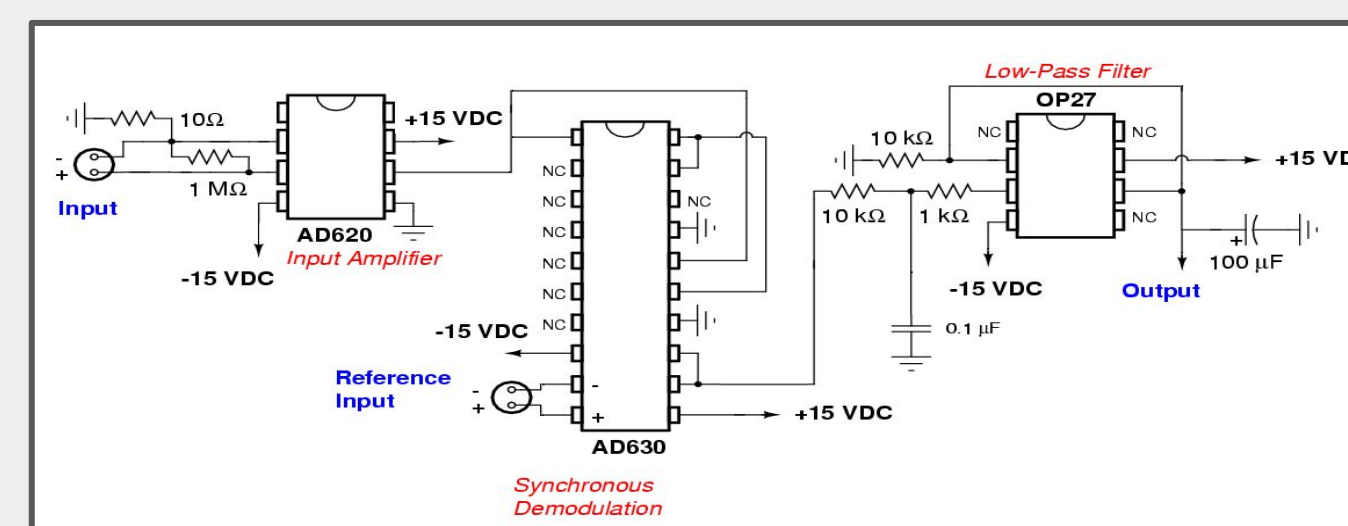 Low-Pass Filter
OP27
10Ω
+15 VDC
NC
NC
10 kΩ
+15 VD
-
+
1 MΩ
Input
NC
NC
NC
10 kΩ
1 kΩ
NC
AD620
Input Amplifier
NC
+
100 µF
-15 VDC
NC
-15 VDC
Output
NC
-15 VDC
NC
0.1 µF
Reference
Input
-
+
-
+
+15 VDC
AD630
Synchronous
Demodulation